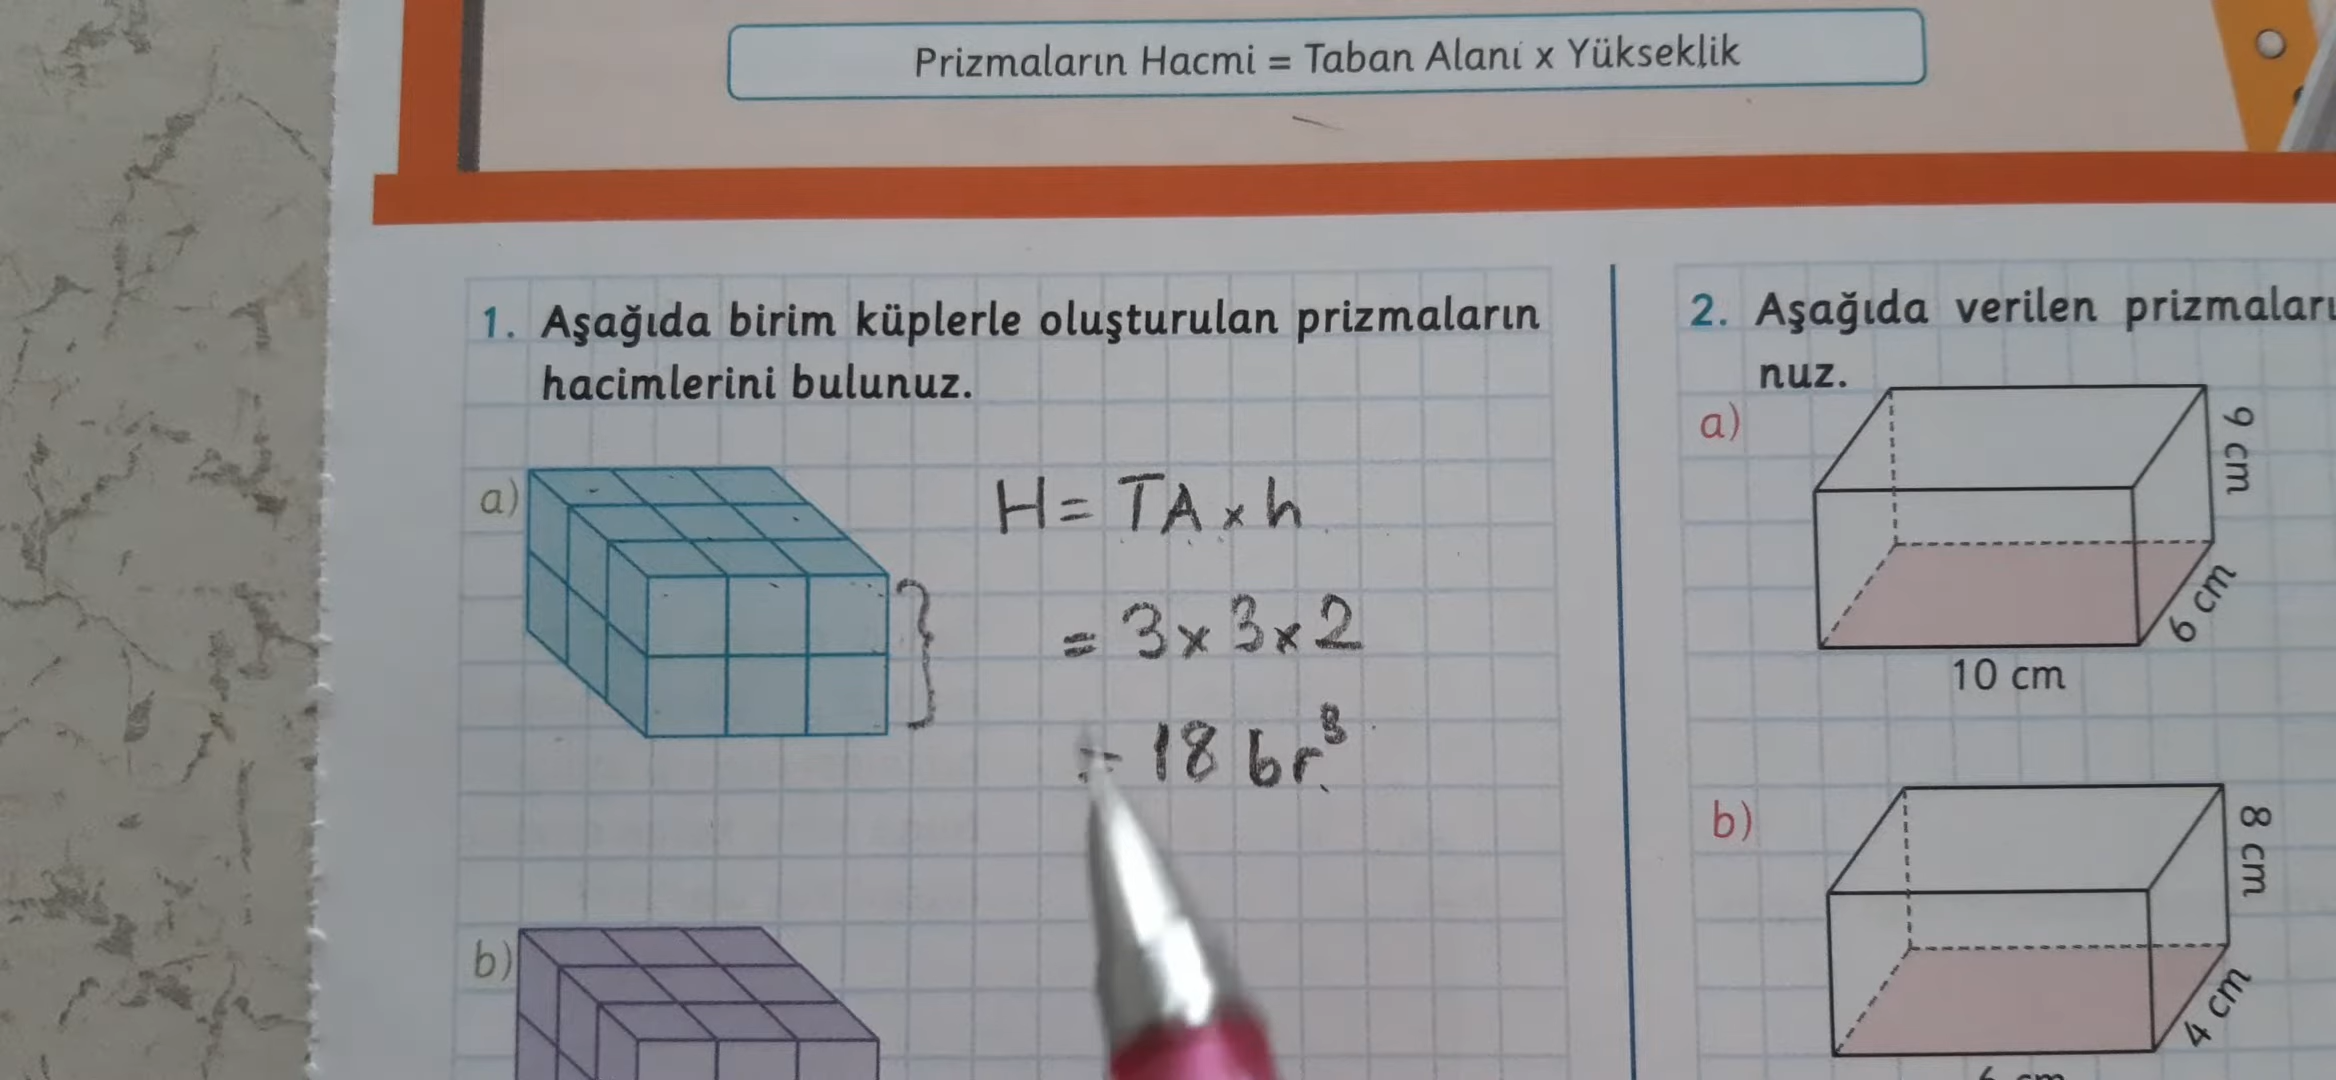 Prizmaların Hacmi = Taban Alanı x Yükseklik
1. Aşağıda birim küplerle oluşturulan prizmaların
hacimlerini bulunuz.
a)
H = TA x h
= 3 x 3 x 2
= 18 br³
b)
2. Aşağıda verilen prizmaları
nuz.
a)
9 cm
6 cm
10 cm
b)
8 cm
4 cm